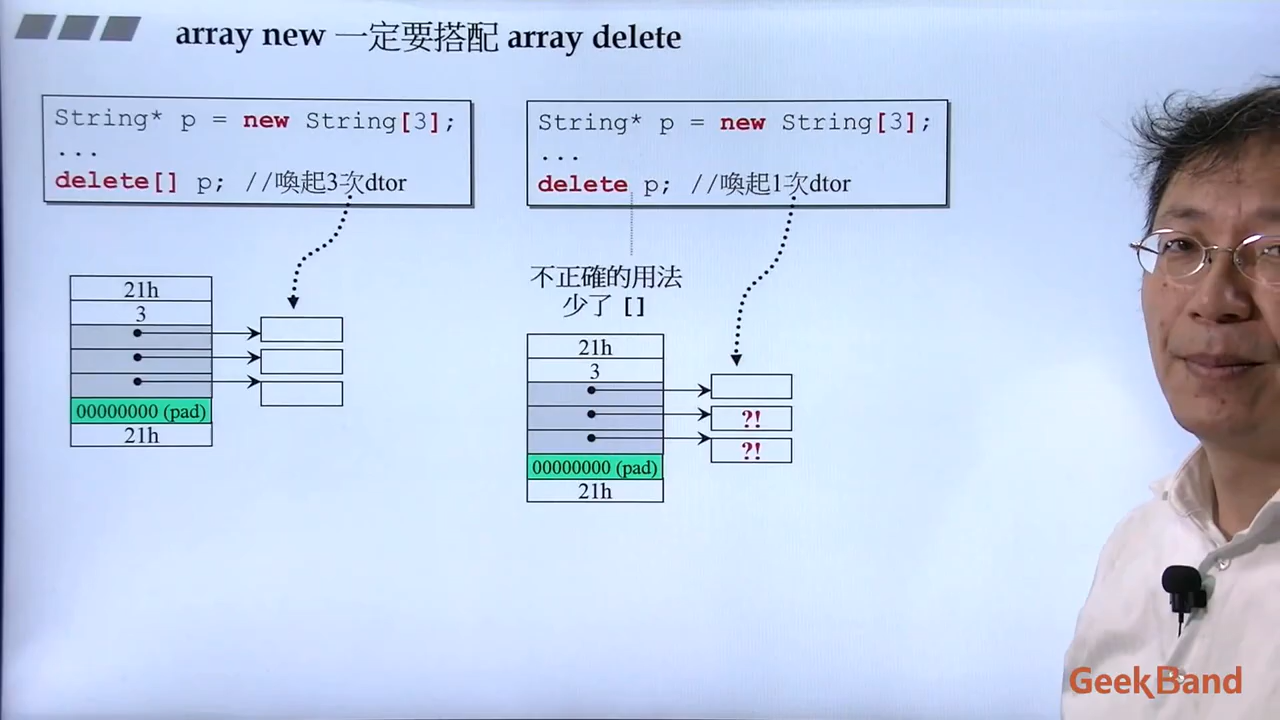 array new 一定要搭配 array delete
String* p = new String[3];
...
delete[] p; //喚起3次dtor
21h
3
00000000 (pad)
21h
String* p = new String[3];
...
delete p; //喚起1次dtor
不正確的用法
少了 []
21h
3
?!
?!
00000000 (pad)
21h
GeekBand